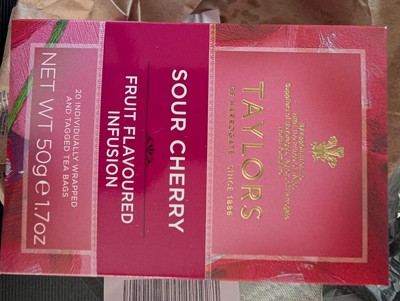 TAYLORS
OF HARROGATE SINCE 1886
SOUR CHERRY
FRUIT FLAVOURED
INFUSION
20 INDIVIDUALLY WRAPPED
AND TAGGED TEA BAGS
NET WT 50g e 1.7oz